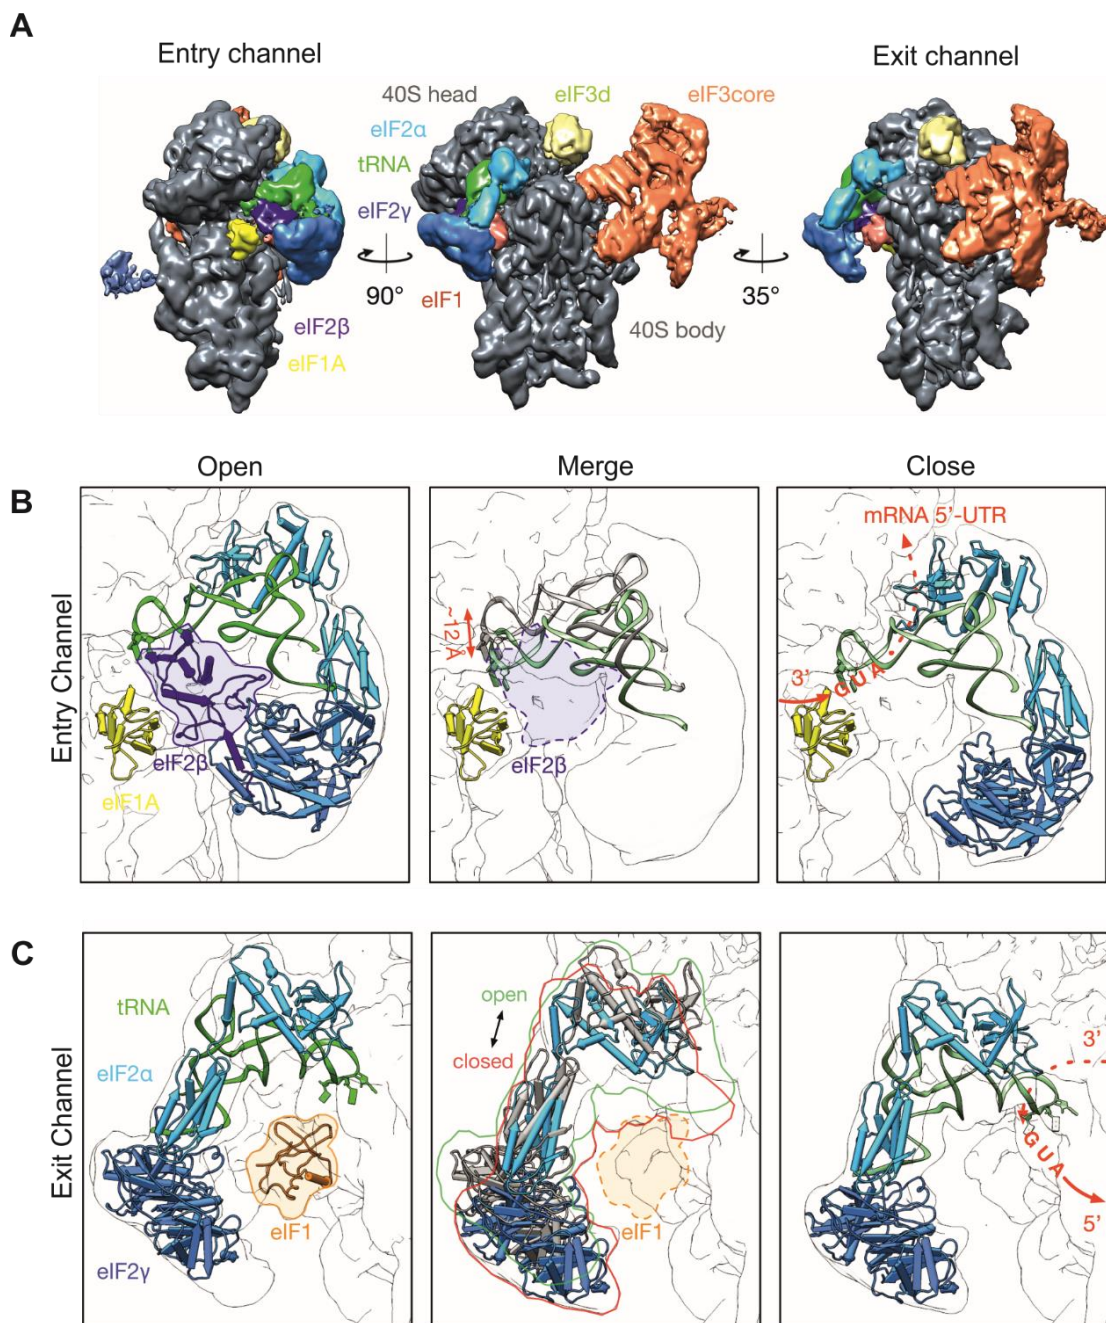 A
Entry channel
Exit channel
40S head
eIF3d
eIF3core
eIF2α
tRNA
eIF2γ
90°
eIF1
35°
eIF2β
40S body
eIF1A
Open
Merge
Close
B
Entry Channel
eIF2β
eIF1A
~12Å
eIF2β
mRNA 5’-UTR
3’
GUA
C
Exit Channel
tRNA
eIF2α
eIF2γ
eIF1
open
closed
eIF1
3’
GUA
5’